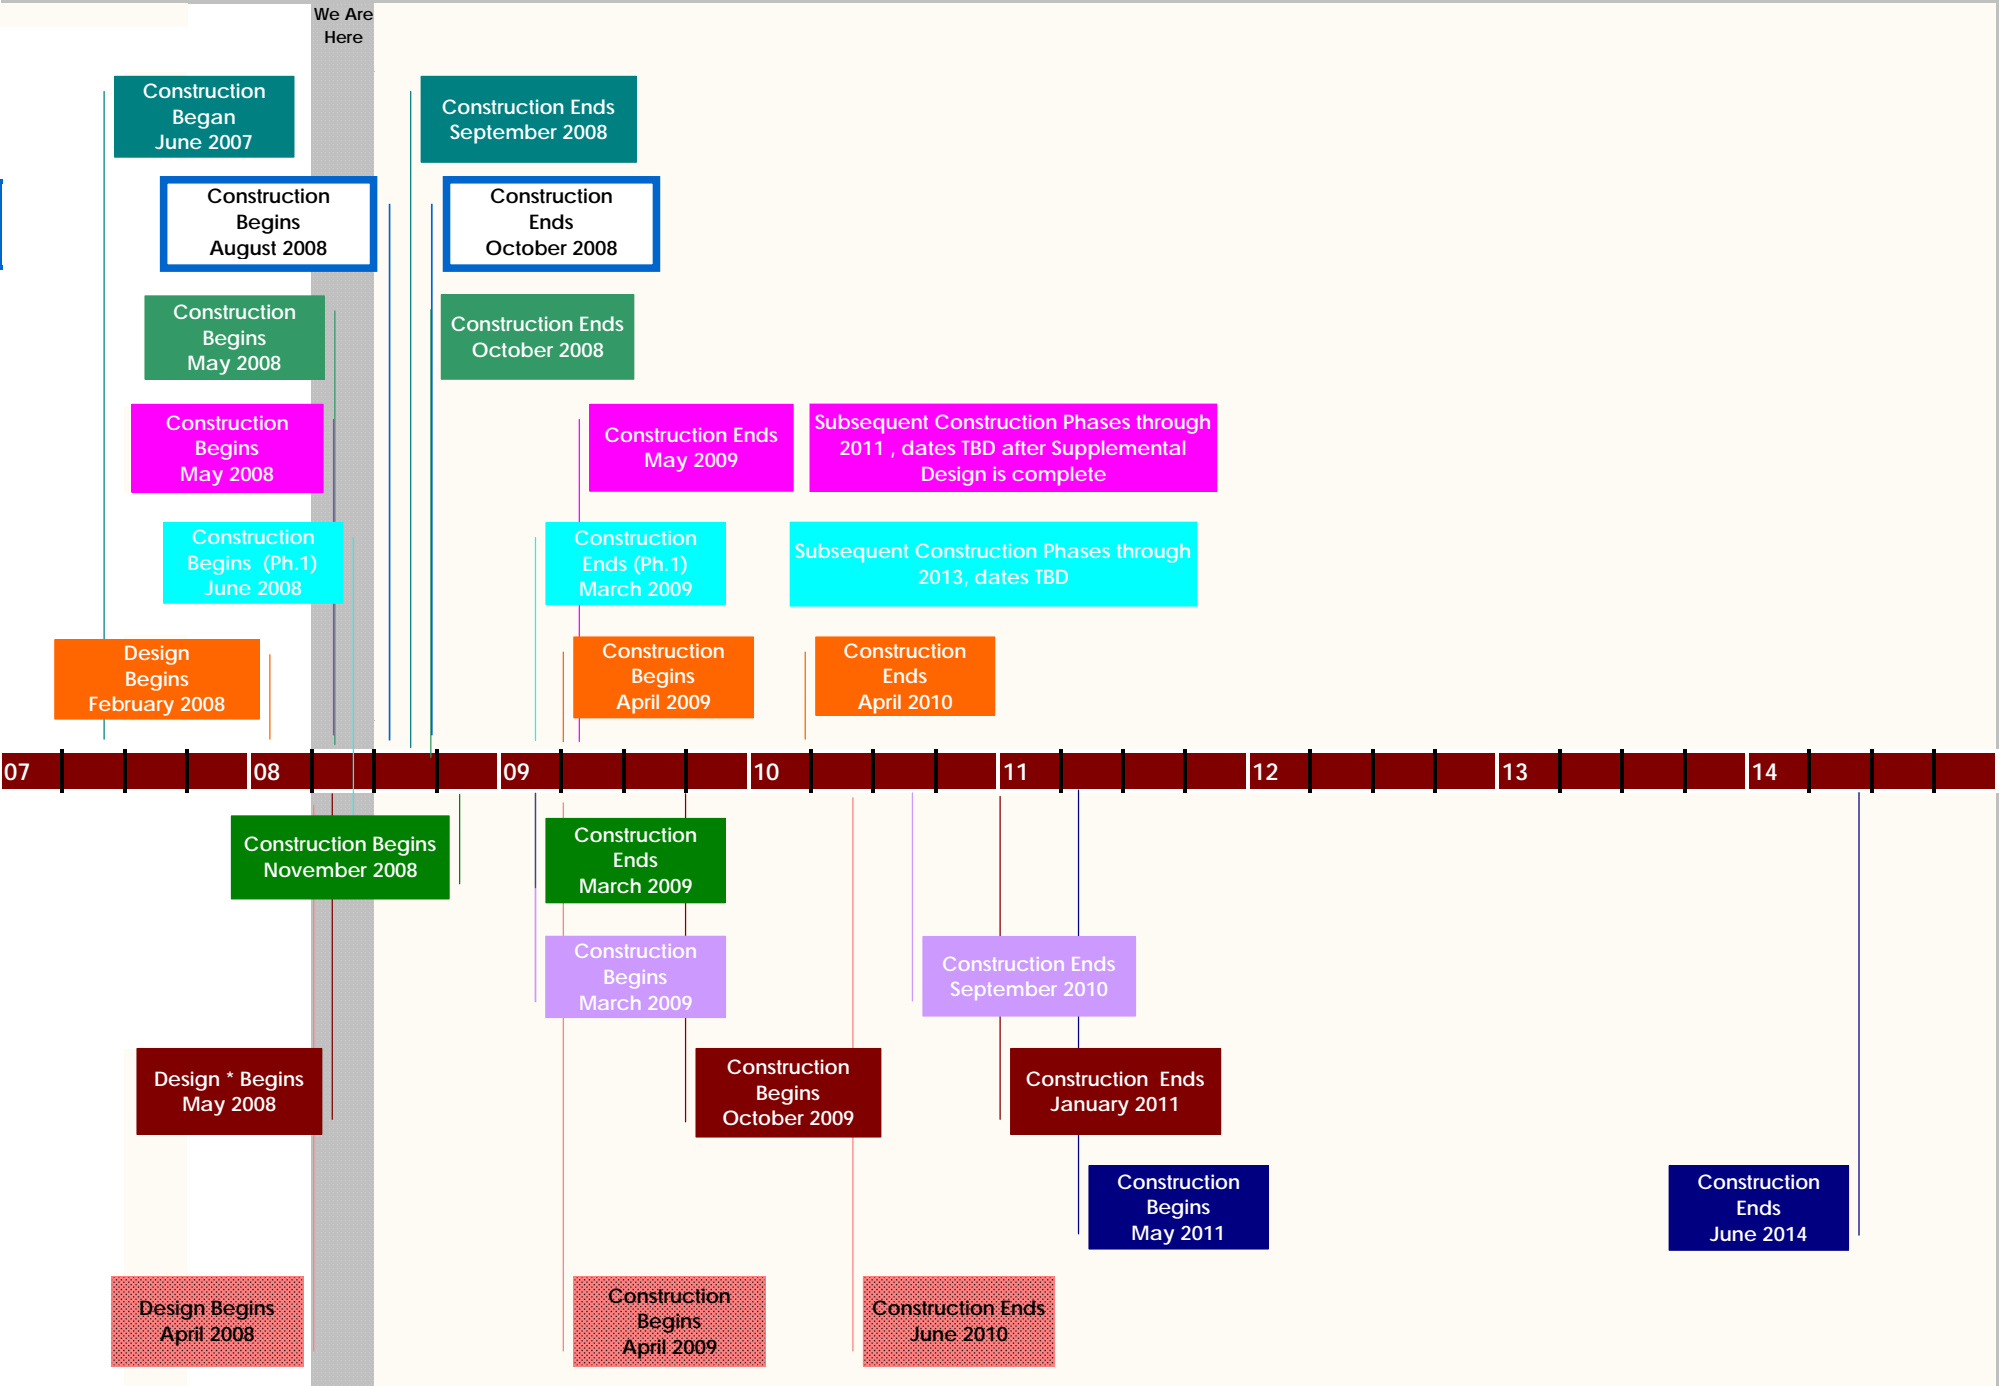 We Are
Here
Construction
Began
June 2007
Construction Ends
September 2008
Construction
Begins
August 2008
Construction
Ends
October 2008
Construction
Begins
May 2008
Construction Ends
October 2008
Construction
Begins
May 2008
Construction Ends
May 2009
Subsequent Construction Phases through
2011 , dates TBD after Supplemental
Design is complete
Construction
Begins (Ph.1)
June 2008
Construction
Ends (Ph.1)
March 2009
Subsequent Construction Phases through
2013, dates TBD
Design
Begins
February 2008
Construction
Begins
April 2009
Construction
Ends
April 2010
07 08 09 10 11 12 13 14
Construction Begins
November 2008
Construction
Ends
March 2009
Construction
Begins
March 2009
Construction Ends
September 2010
Design * Begins
May 2008
Construction
Begins
October 2009
Construction Ends
January 2011
Construction
Begins
May 2011
Construction
Ends
June 2014
Design Begins
April 2008
Construction
Begins
April 2009
Construction Ends
June 2010